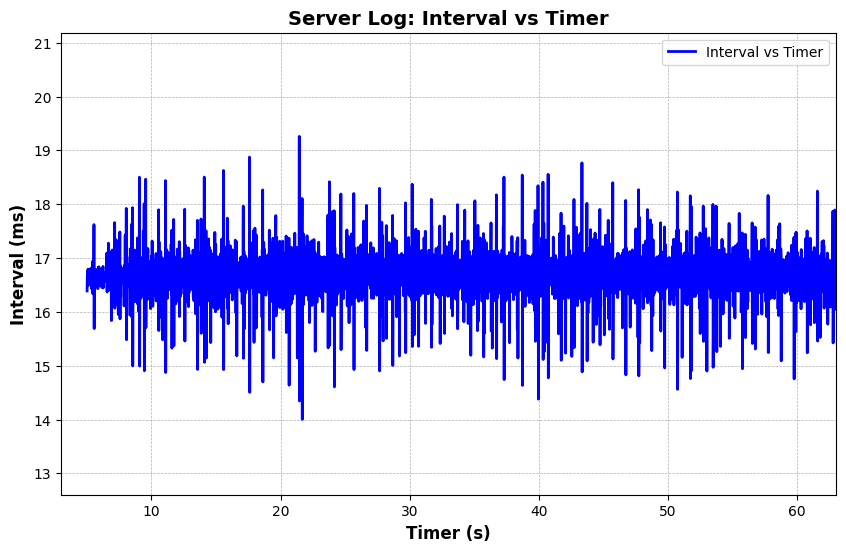 Server Log: Interval vs Timer
Interval vs Timer
21
20
19
18
17
16
15
14
13
Interval (ms)
10 20 30 40 50 60
Timer (s)